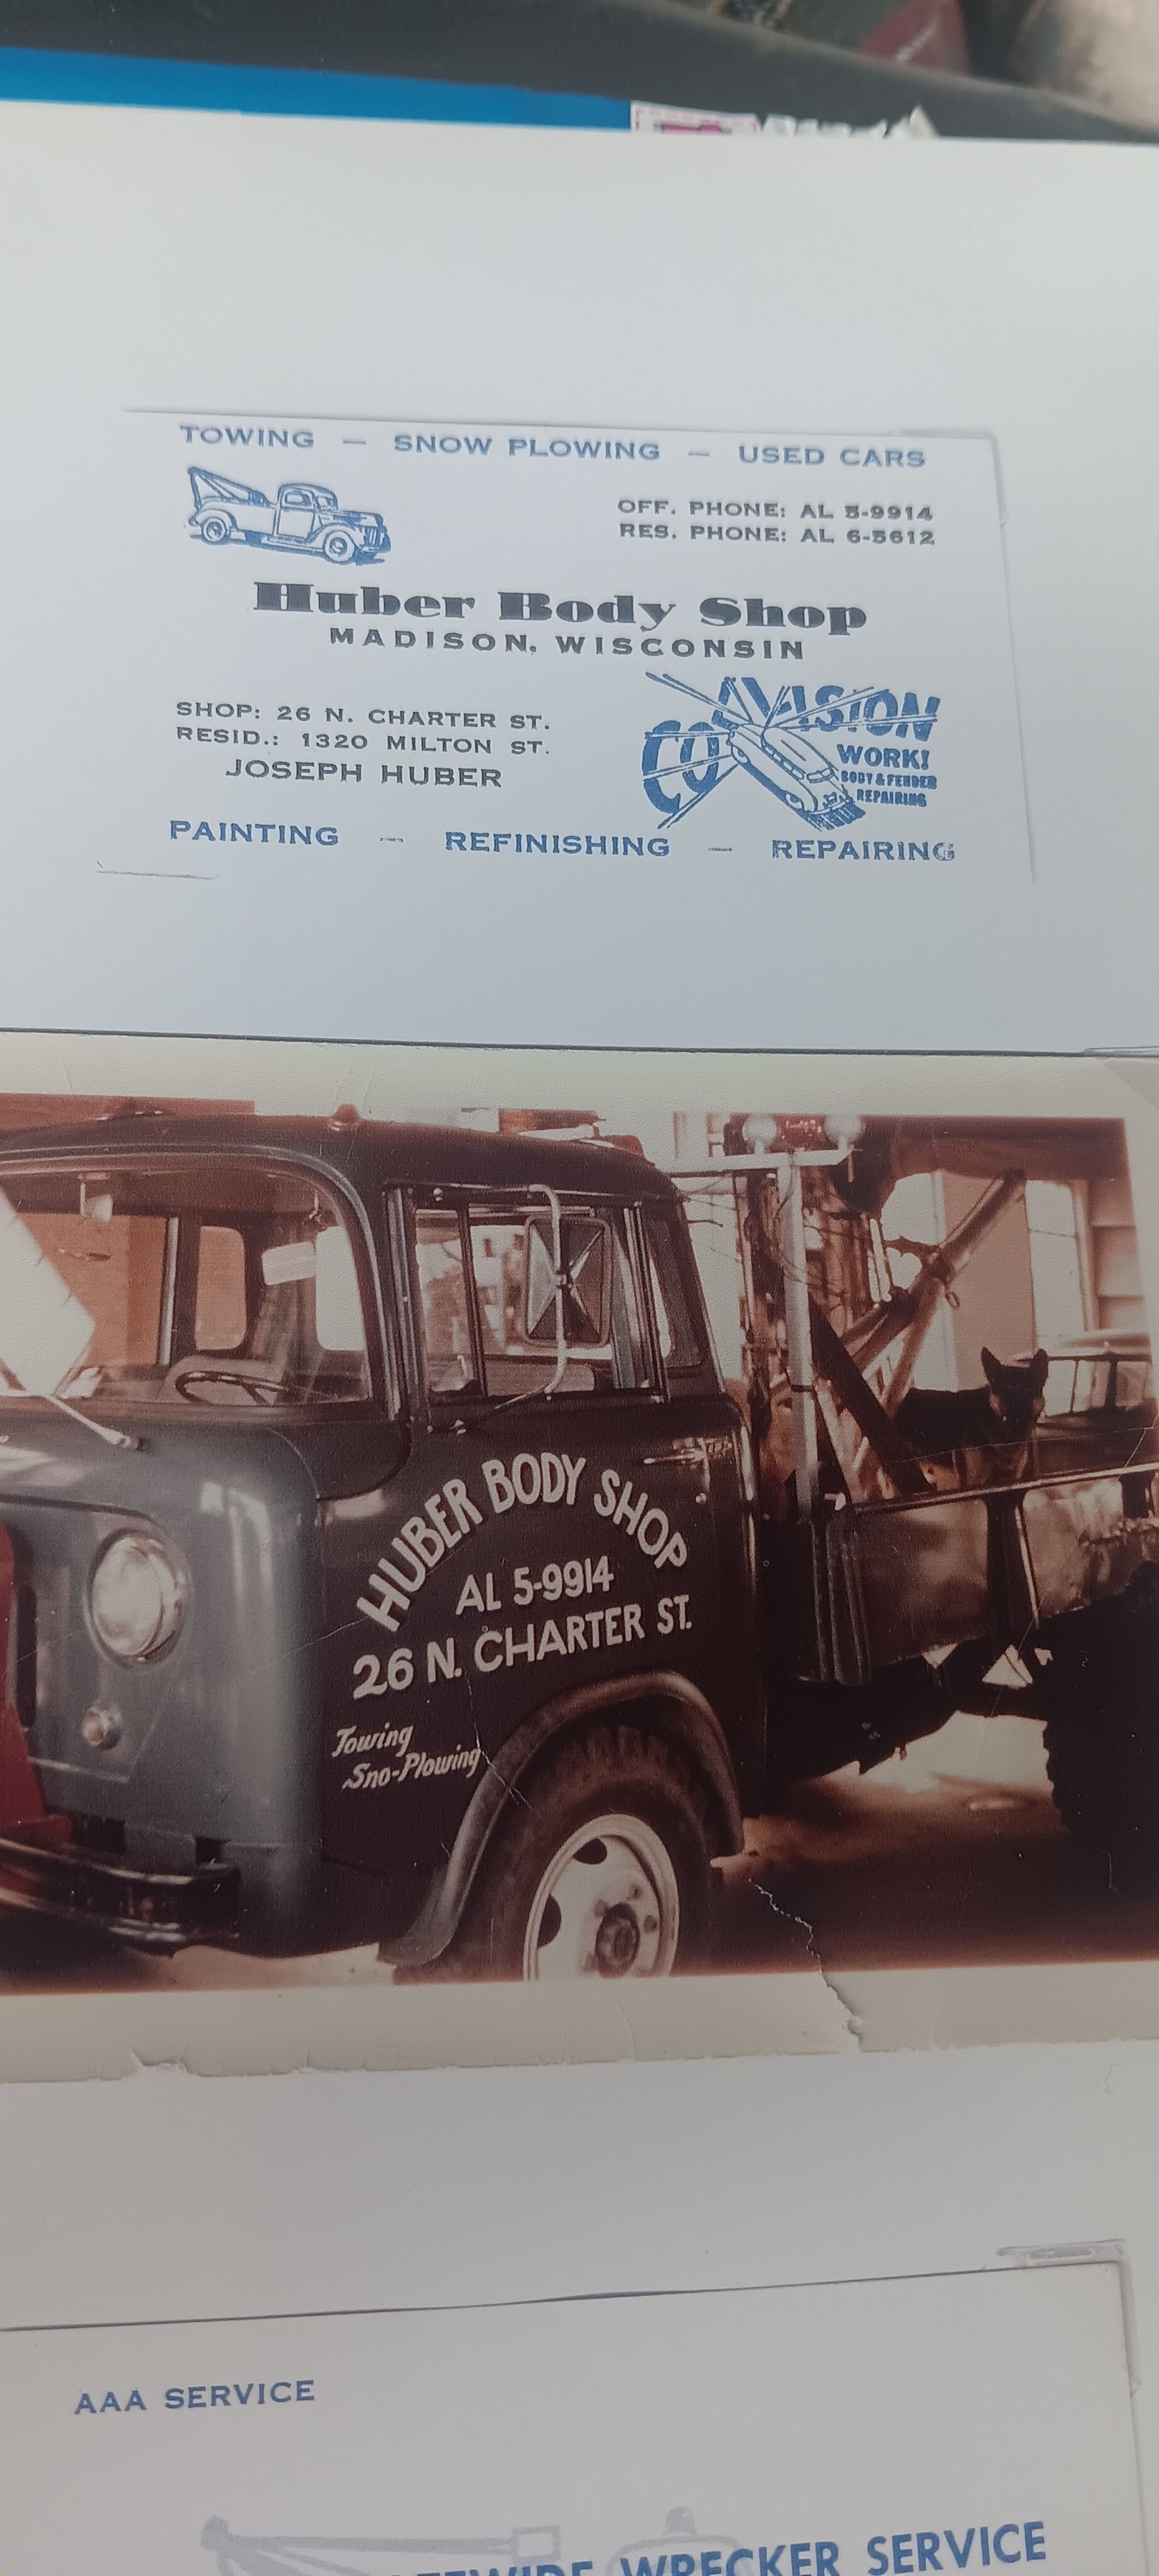 TOWING — SNOW PLOWING — USED CARS
OFF. PHONE: AL 5-9914
RES. PHONE: AL 6-5612
Huber Body Shop
MADISON, WISCONSIN
SHOP: 26 N. CHARTER ST.
RESID.: 1320 MILTON ST.
JOSEPH HUBER
COLLISION
WORK!
BODY & FENDER
REPAIRING
PAINTING — REFINISHING — REPAIRING
HUBER BODY SHOP
AL 5-9914
26 N. CHARTER ST.
Towing
Sno-Plowing
AAA SERVICE
WRECKER SERVICE